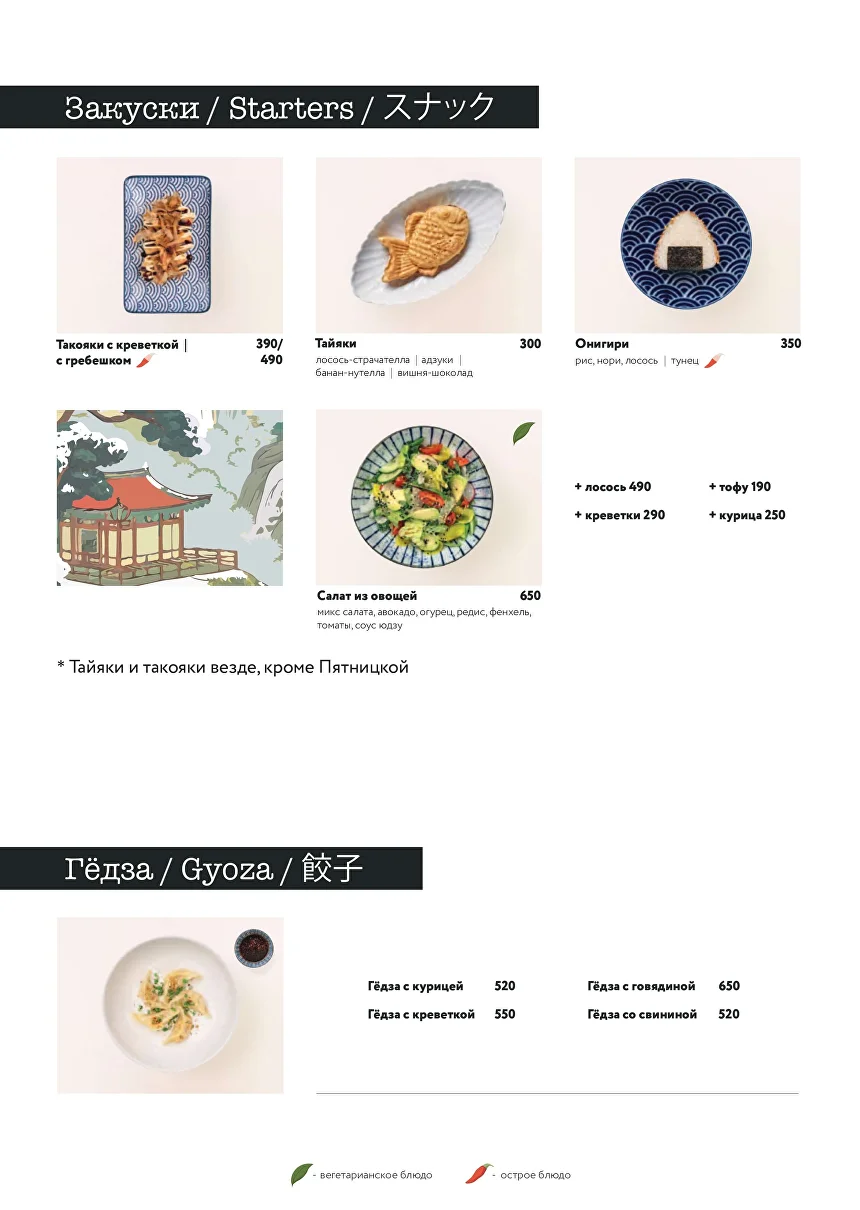 Закуски / Starters / スナック
Такояки с креветкой | 390/
с гребешком 490
Тайяки 300
лосось-страчателла | адзуки |
банан-нутелла | вишня-шоколад
Онигири 350
рис, нори, лосось | тунец
+ лосось 490 + тофу 190
+ креветки 290 + курица 250
Салат из овощей 650
микс салата, авокадо, огурец, редис, фенхель,
томаты, соус юдзу
* Тайяки и такояки везде, кроме Пятницкой
Гёдза / Gyoza / 餃子
Гёдза с курицей 520 Гёдза с говядиной 650
Гёдза с креветкой 550 Гёдза со свининой 520
- вегетарианское блюдо - острое блюдо